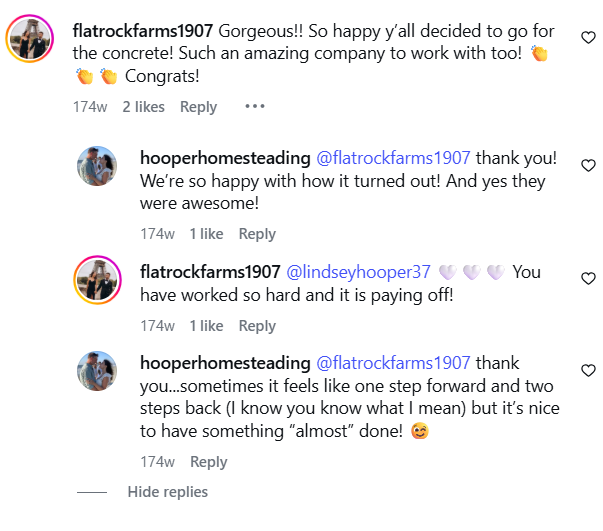 flatrockfarms1907 Gorgeous!! So happy y’all decided to go for
the concrete! Such an amazing company to work with too! 👏
👏 👏 Congrats!
174w 2 likes Reply •••
hooperhomesteading @flatrockfarms1907 thank you!
We’re so happy with how it turned out! And yes they
were awesome!
174w 1 like Reply
flatrockfarms1907 @lindseyhooper37 🤍 🤍 🤍 You
have worked so hard and it is paying off!
174w 1 like Reply
hooperhomesteading @flatrockfarms1907 thank
you...sometimes it feels like one step forward and two
steps back (I know you know what I mean) but it’s nice
to have something “almost” done! 😉
174w Reply
Hide replies